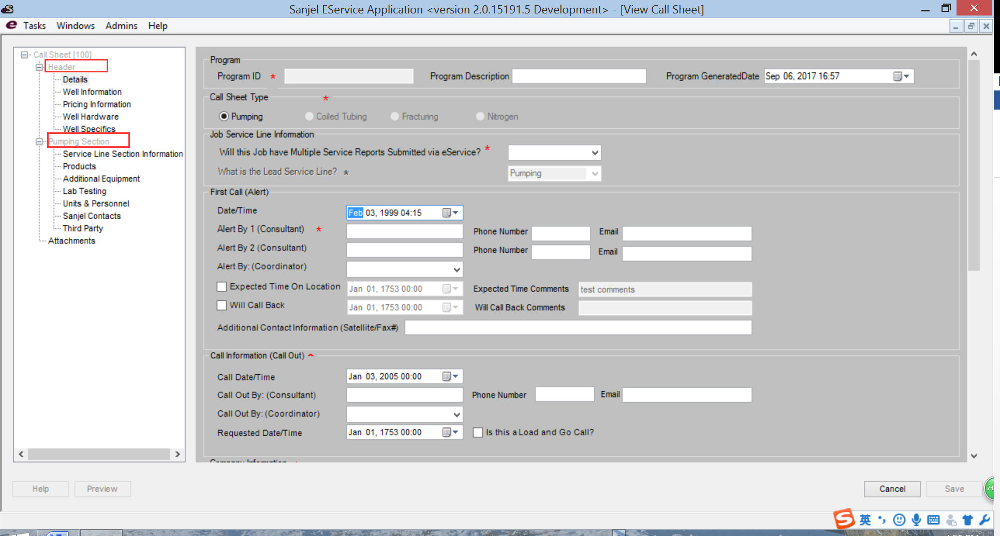 Sanjel EService Application <version 2.0.15191.5 Development> - [View Call Sheet]
Tasks Windows Admins Help
Call Sheet [100]
Header
Details
Well Information
Pricing Information
Well Hardware
Well Specifics
Pumping Section
Service Line Section Information
Products
Additional Equipment
Lab Testing
Units & Personnel
Sanjel Contacts
Third Party
Attachments
Program
Program ID * Program Description Program GeneratedDate Sep 06, 2017 16:57
Call Sheet Type *
Pumping Coiled Tubing Fracturing Nitrogen
Job Service Line Information
Will this Job have Multiple Service Reports Submitted via eService? *
What is the Lead Service Line? * Pumping
First Call (Alert)
Date/Time Feb 03, 1999 04:15
Alert By 1 (Consultant) * Phone Number Email
Alert By 2 (Consultant) Phone Number Email
Alert By: (Coordinator)
Expected Time On Location Jan 01, 1753 00:00 Expected Time Comments test comments
Will Call Back Jan 01, 1753 00:00 Will Call Back Comments
Additional Contact Information (Satellite/Fax#)
Call Information (Call Out)
Call Date/Time Jan 03, 2005 00:00
Call Out By: (Consultant) Phone Number Email
Call Out By: (Coordinator)
Requested Date/Time Jan 01, 1753 00:00 Is this a Load and Go Call?
Company Information
Help Preview Cancel Save
74
英